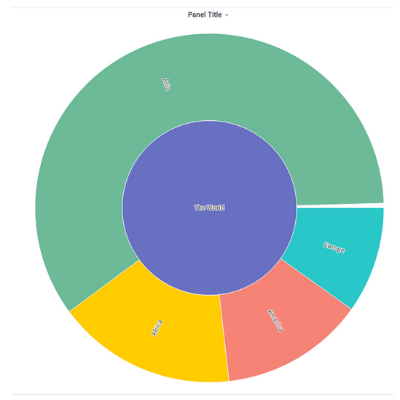 Panel Title
Asia
The World
Europe
America
Africa